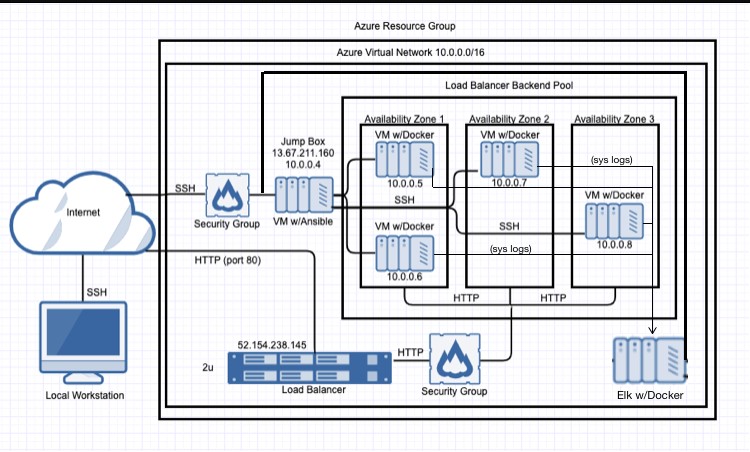 Azure Resource Group
Azure Virtual Network 10.0.0.0/16
Load Balancer Backend Pool
Availability Zone 1
Availability Zone 2
Availability Zone 3
VM w/Docker
10.0.0.5
VM w/Docker
10.0.0.7
(sys logs)
Jump Box
13.67.211.160
10.0.0.4
VM w/Ansible
SSH
Security Group
Internet
SSH
VM w/Docker
10.0.0.8
SSH
VM w/Docker
10.0.0.6
(sys logs)
HTTP (port 80)
SSH
HTTP
HTTP
Local Workstation
52.154.238.145
2u
Load Balancer
HTTP
Security Group
Elk w/Docker